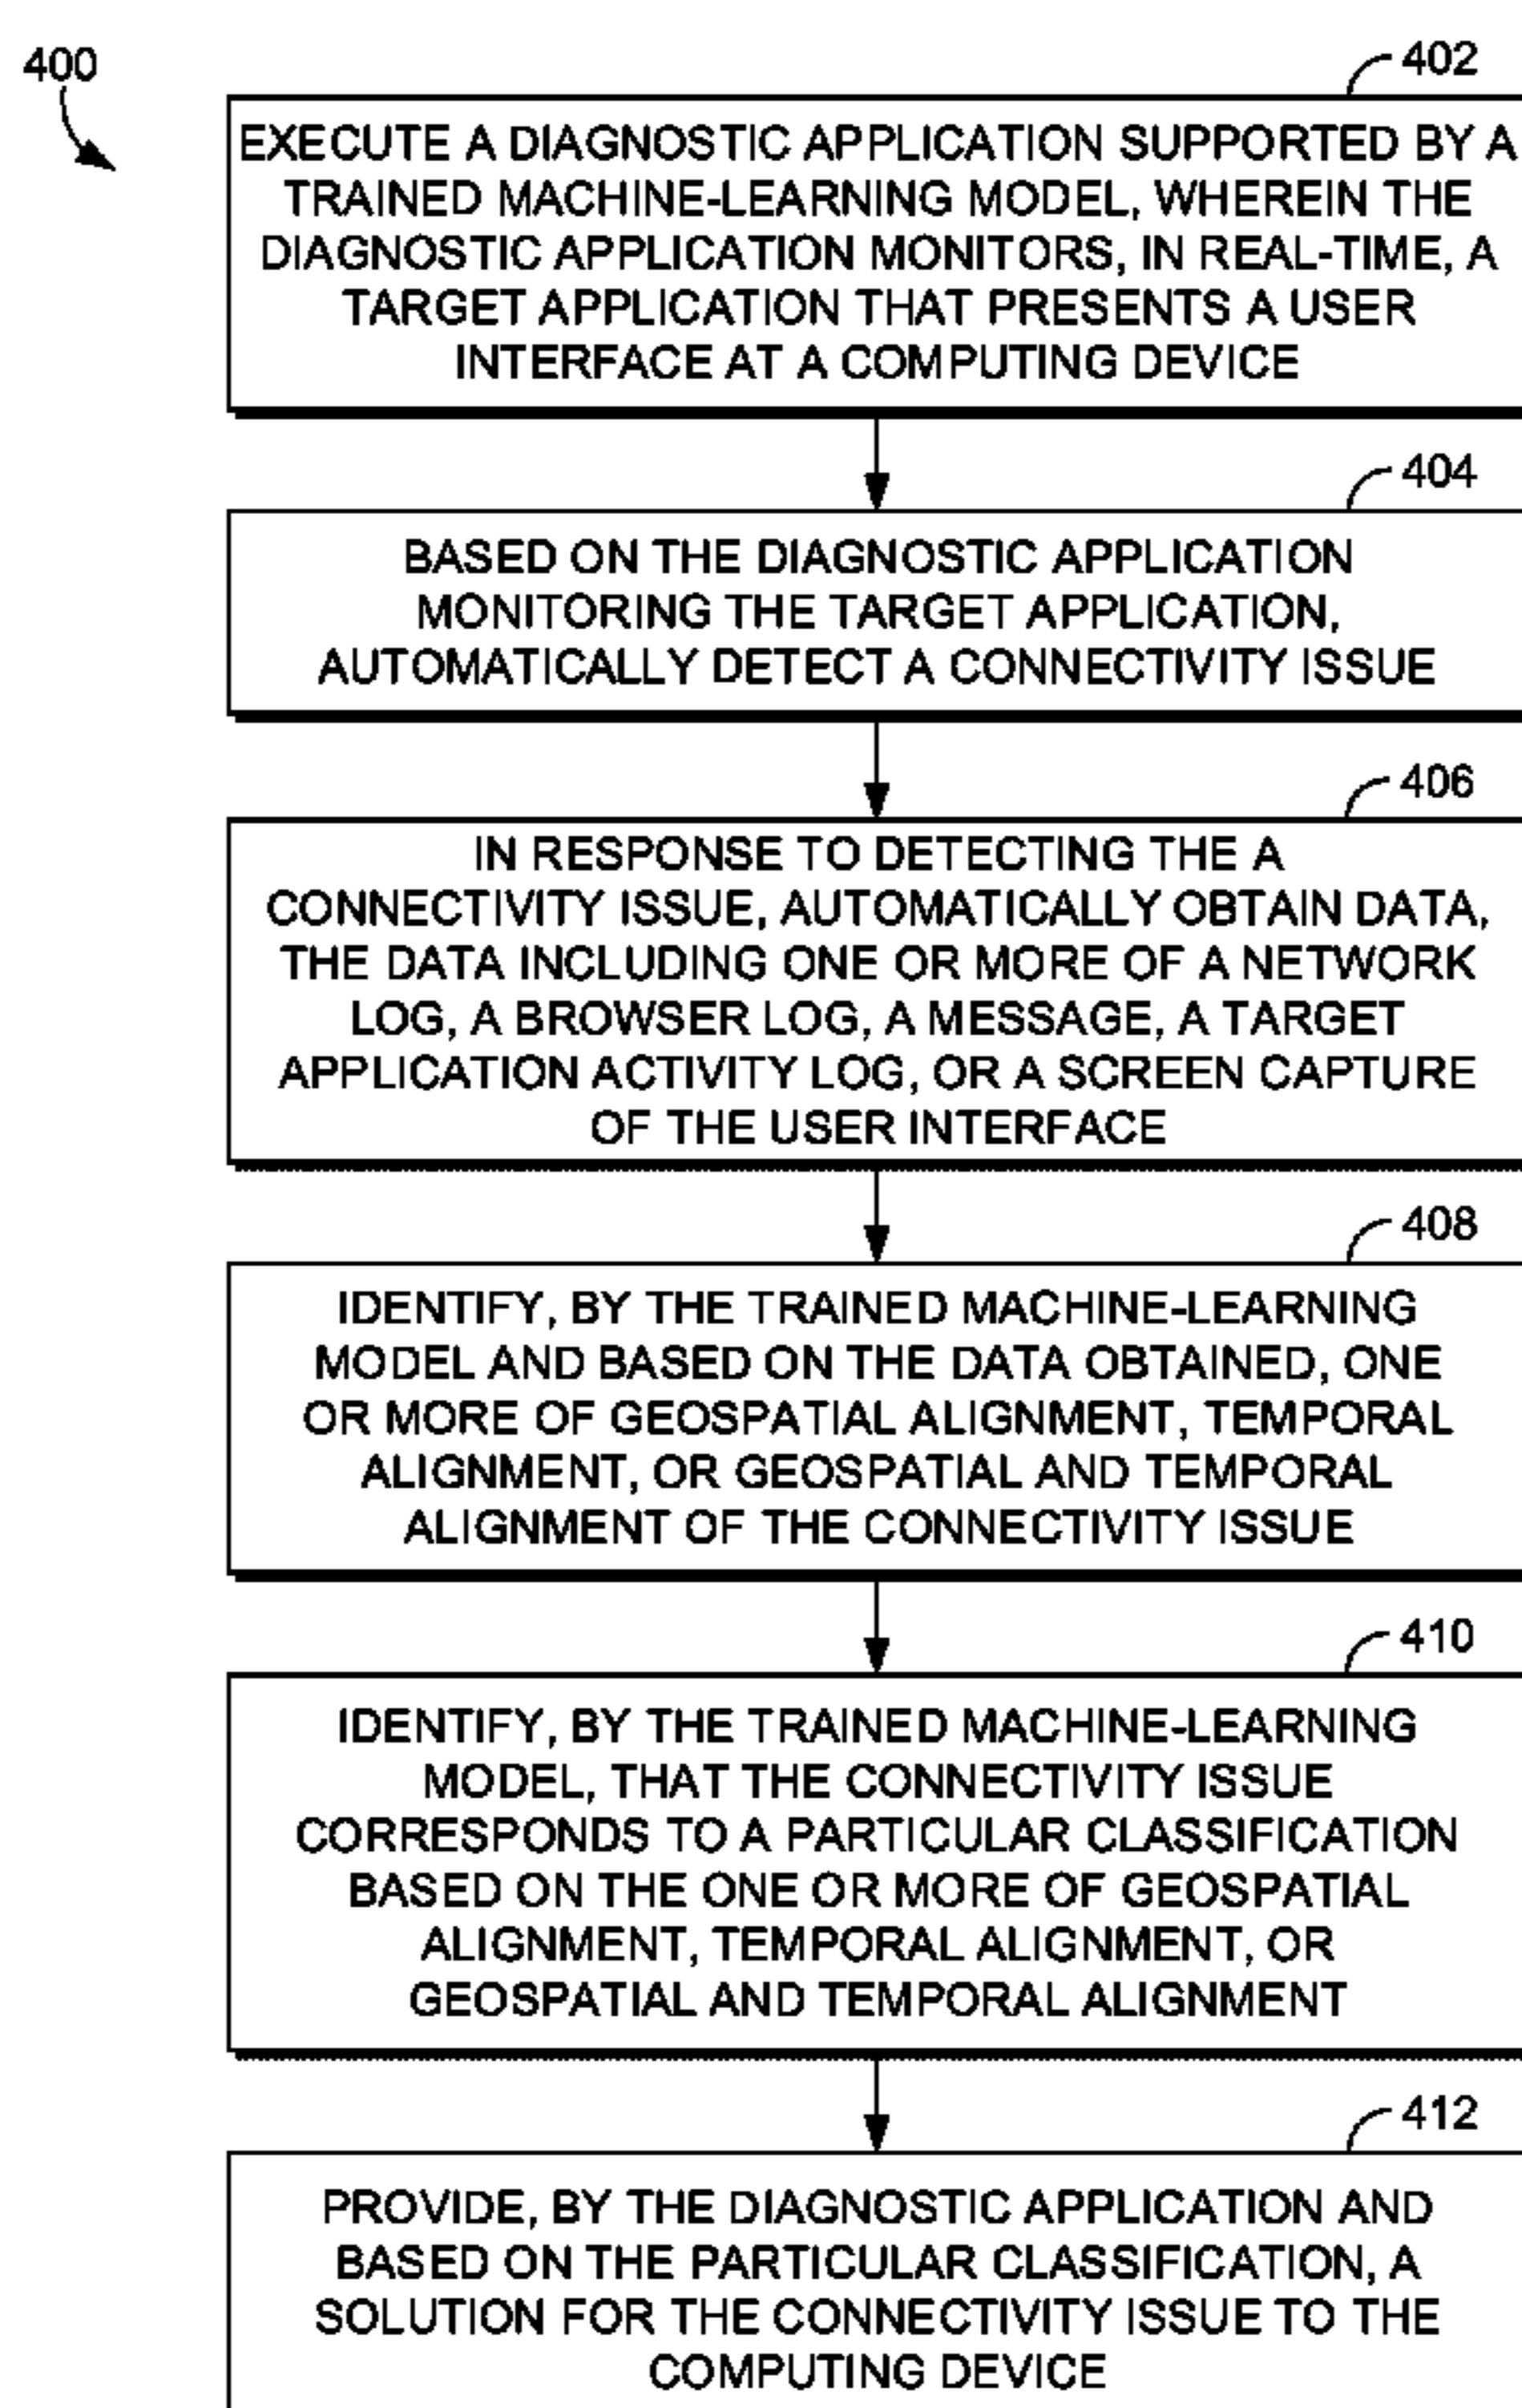 400
402
EXECUTE A DIAGNOSTIC APPLICATION SUPPORTED BY A
TRAINED MACHINE-LEARNING MODEL, WHEREIN THE
DIAGNOSTIC APPLICATION MONITORS, IN REAL-TIME, A
TARGET APPLICATION THAT PRESENTS A USER
INTERFACE AT A COMPUTING DEVICE
404
BASED ON THE DIAGNOSTIC APPLICATION
MONITORING THE TARGET APPLICATION,
AUTOMATICALLY DETECT A CONNECTIVITY ISSUE
406
IN RESPONSE TO DETECTING THE A
CONNECTIVITY ISSUE, AUTOMATICALLY OBTAIN DATA,
THE DATA INCLUDING ONE OR MORE OF A NETWORK
LOG, A BROWSER LOG, A MESSAGE, A TARGET
APPLICATION ACTIVITY LOG, OR A SCREEN CAPTURE
OF THE USER INTERFACE
408
IDENTIFY, BY THE TRAINED MACHINE-LEARNING
MODEL AND BASED ON THE DATA OBTAINED, ONE
OR MORE OF GEOSPATIAL ALIGNMENT, TEMPORAL
ALIGNMENT, OR GEOSPATIAL AND TEMPORAL
ALIGNMENT OF THE CONNECTIVITY ISSUE
410
IDENTIFY, BY THE TRAINED MACHINE-LEARNING
MODEL, THAT THE CONNECTIVITY ISSUE
CORRESPONDS TO A PARTICULAR CLASSIFICATION
BASED ON THE ONE OR MORE OF GEOSPATIAL
ALIGNMENT, TEMPORAL ALIGNMENT, OR
GEOSPATIAL AND TEMPORAL ALIGNMENT
412
PROVIDE, BY THE DIAGNOSTIC APPLICATION AND
BASED ON THE PARTICULAR CLASSIFICATION, A
SOLUTION FOR THE CONNECTIVITY ISSUE TO THE
COMPUTING DEVICE